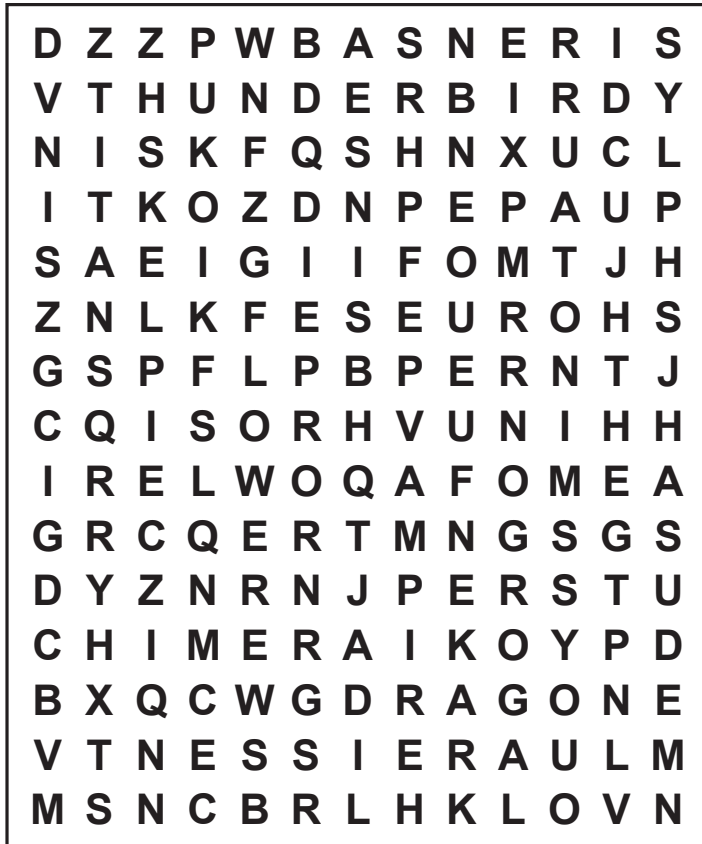 D Z Z P W B A S N E R I S
V T H U N D E R B I R D Y
N I S K F Q S H N X U C L
I T K O Z D N P E P A U P
S A E I G I I F O M T J H
Z N L K F E S E U R O H S
G S P F L P B P E R N T J
C Q I S O R H V U N I H H
I R E L W O Q A F O M E A
G R C Q E R T M N G S G S
D Y Z N R N J P E R S T U
C H I M E R A I K O Y P D
B X Q C W G D R A G O N E
V T N E S S I E R A U L M
M S N C B R L H K L O V N